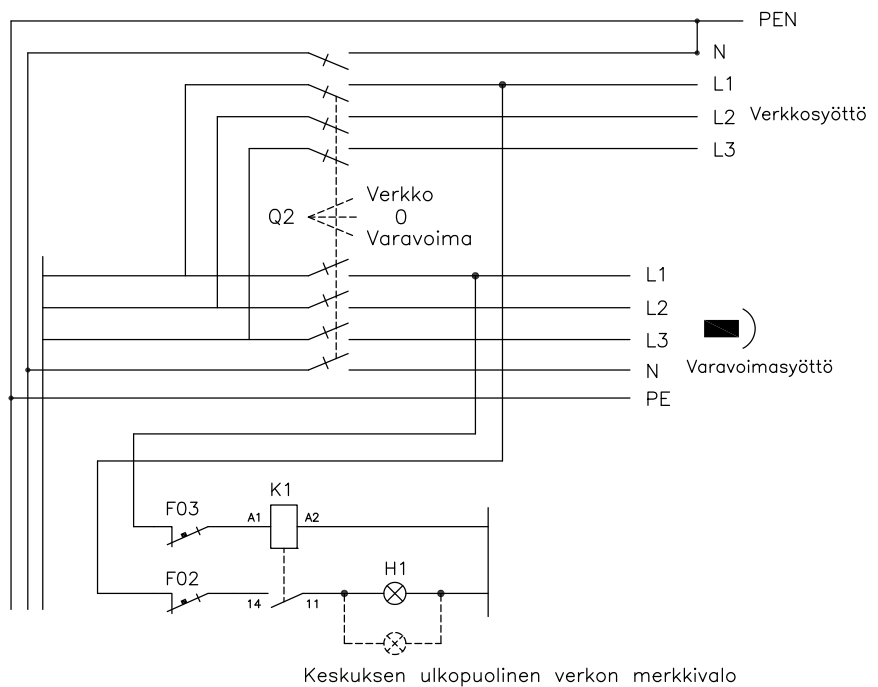 PEN
N
L1
L2 Verkkosyöttö
L3
Verkko
Q2 0
Varavoima
L1
L2
L3
N Varavoimasyöttö
PE
K1
F03 A1 A2
F02 H1
14 11
Keskuksen ulkopuolinen verkon merkkivalo